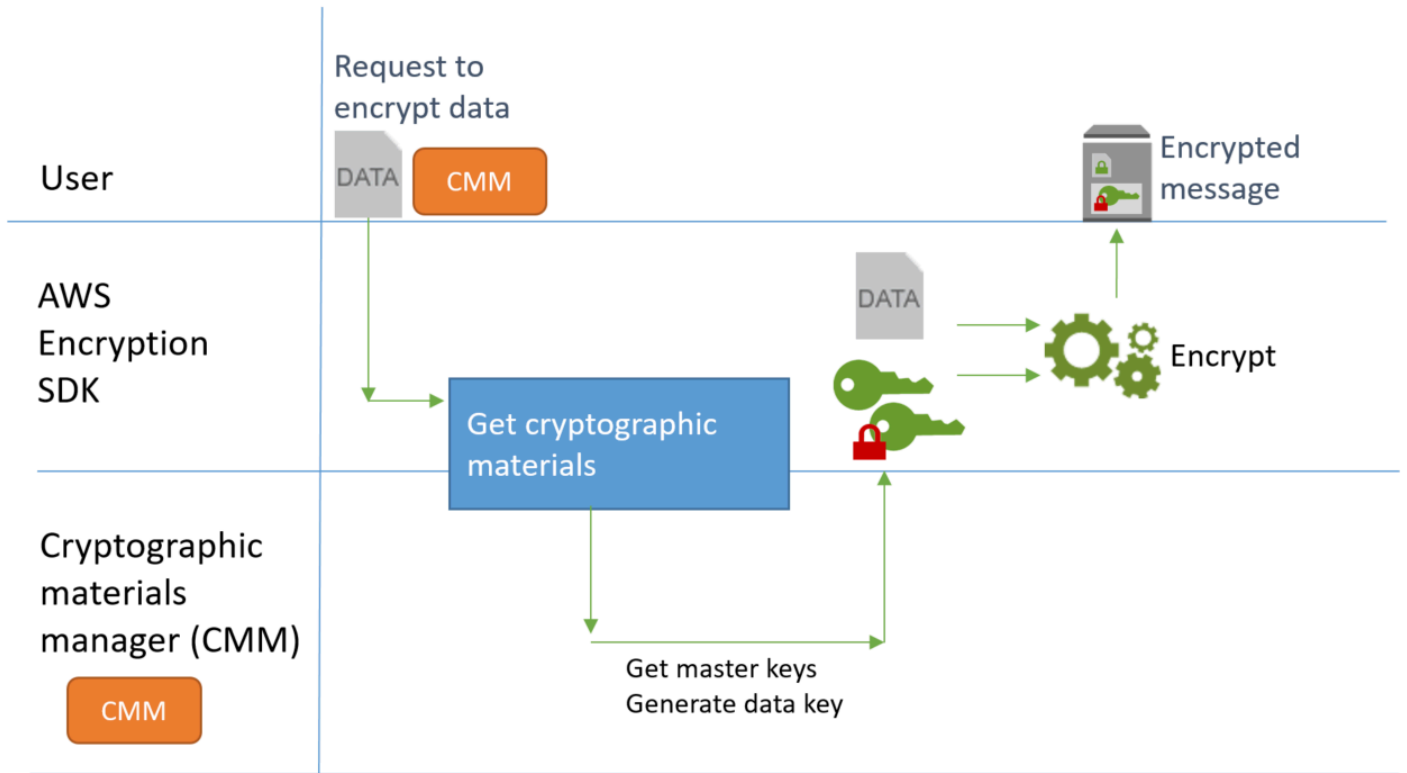 Request to
encrypt data
User
DATA
CMM
Encrypted
message
AWS
Encryption
SDK
DATA
Encrypt
Get cryptographic
materials
Cryptographic
materials
manager (CMM)
CMM
Get master keys
Generate data key